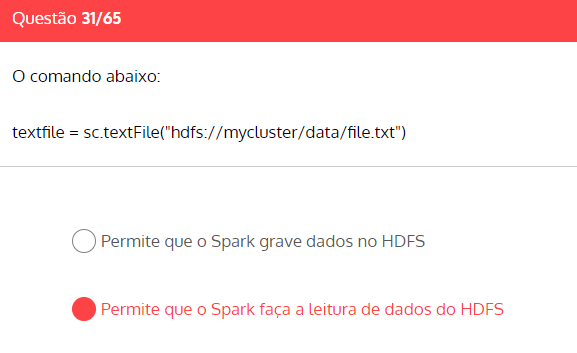 Questão 31/65
O comando abaixo:
textfile = sc.textFile("hdfs://mycluster/data/file.txt")
Permite que o Spark grave dados no HDFS
Permite que o Spark faça a leitura de dados do HDFS